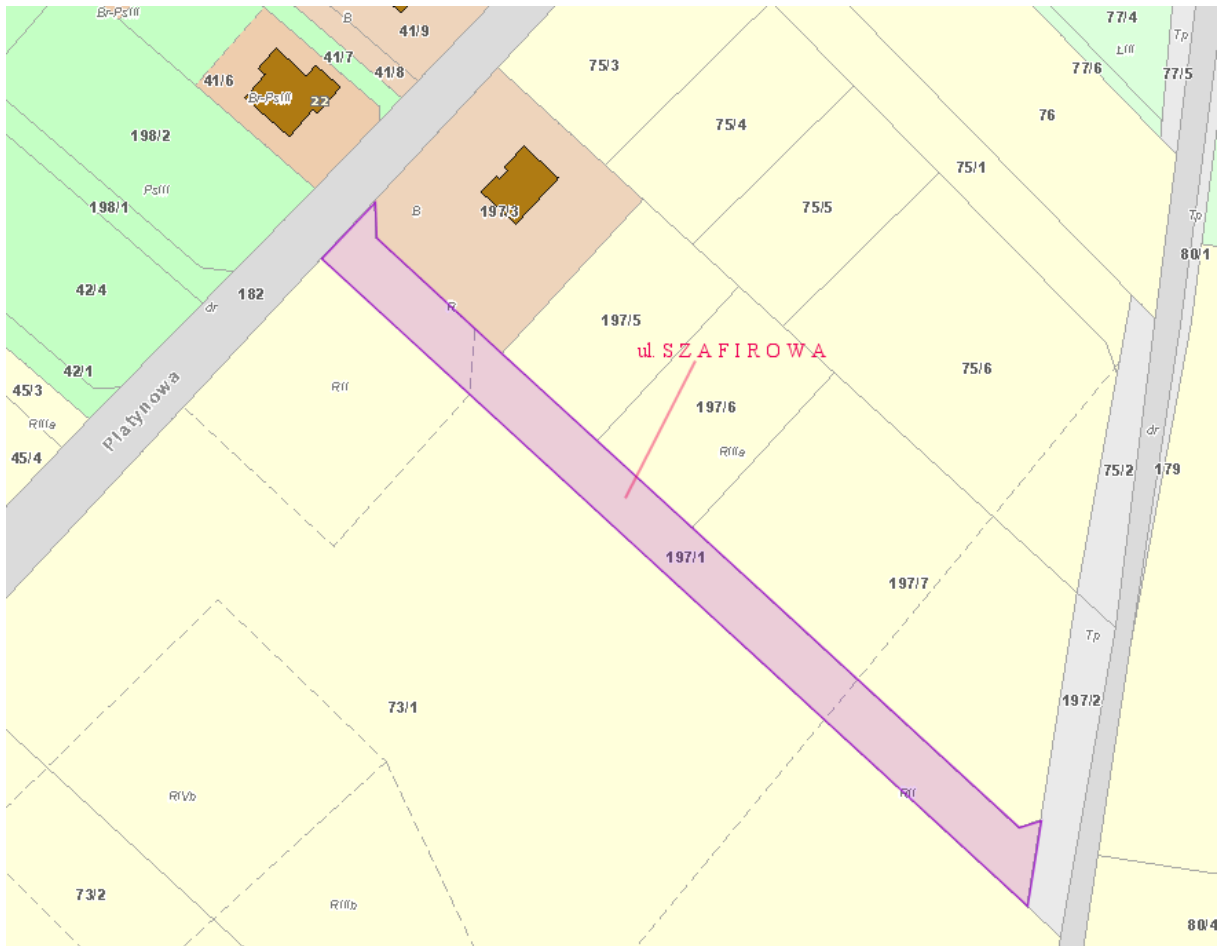 Br-PsIII
B
41/9
77/4
Tp
41/7
ŁIII
75/3
41/8
77/6
77/5
41/6
Br-PsIII
22
76
75/4
198/2
75/1
PsIII
198/1
75/5
B
197/3
Tp
80/1
42/4
182
dr
R
197/5
ul. S Z A F I R O W A
42/1
75/6
45/3
RII
Platynowa
197/6
RIIIa
dr
45/4
RIIIa
75/2
179
197/1
197/7
Tp
73/1
197/2
RIVb
RII
73/2
RIIIb
80/4